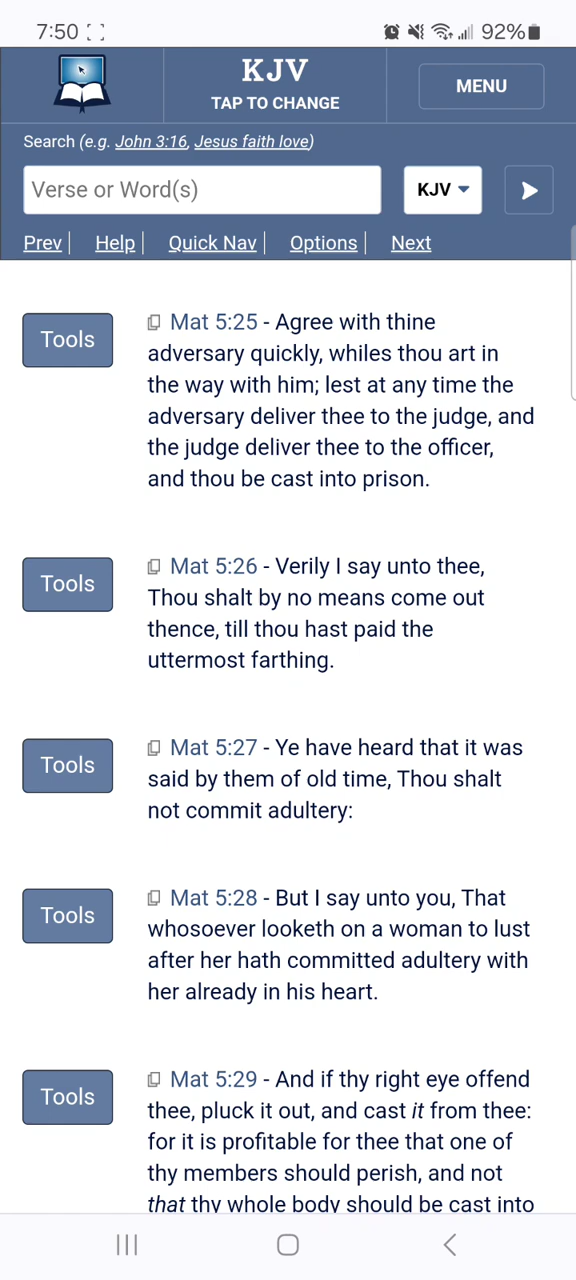 7:50 92%
KJV
TAP TO CHANGE
MENU
Search (e.g. John 3:16, Jesus faith love)
Verse or Word(s)
KJV
Prev | Help | Quick Nav | Options | Next
Tools
Mat 5:25 - Agree with thine
adversary quickly, whiles thou art in
the way with him; lest at any time the
adversary deliver thee to the judge, and
the judge deliver thee to the officer,
and thou be cast into prison.
Tools
Mat 5:26 - Verily I say unto thee,
Thou shalt by no means come out
thence, till thou hast paid the
uttermost farthing.
Tools
Mat 5:27 - Ye have heard that it was
said by them of old time, Thou shalt
not commit adultery:
Tools
Mat 5:28 - But I say unto you, That
whosoever looketh on a woman to lust
after her hath committed adultery with
her already in his heart.
Tools
Mat 5:29 - And if thy right eye offend
thee, pluck it out, and cast it from thee:
for it is profitable for thee that one of
thy members should perish, and not
that thy whole body should be cast into